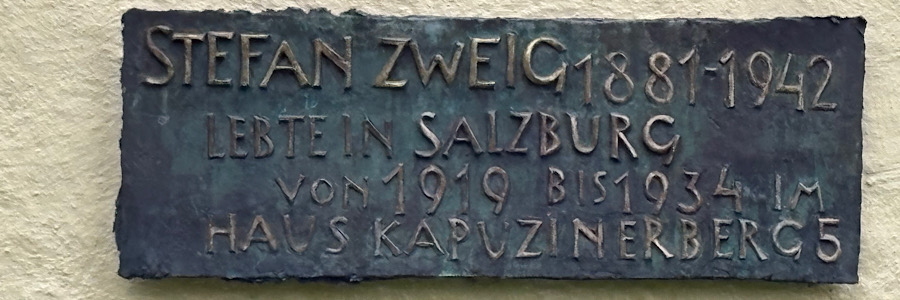 STEFAN ZWEIG 1881-1942
LEBTE IN SALZBURG
VON 1919 BIS 1934 IM
HAUS KAPUZINERBERG 5